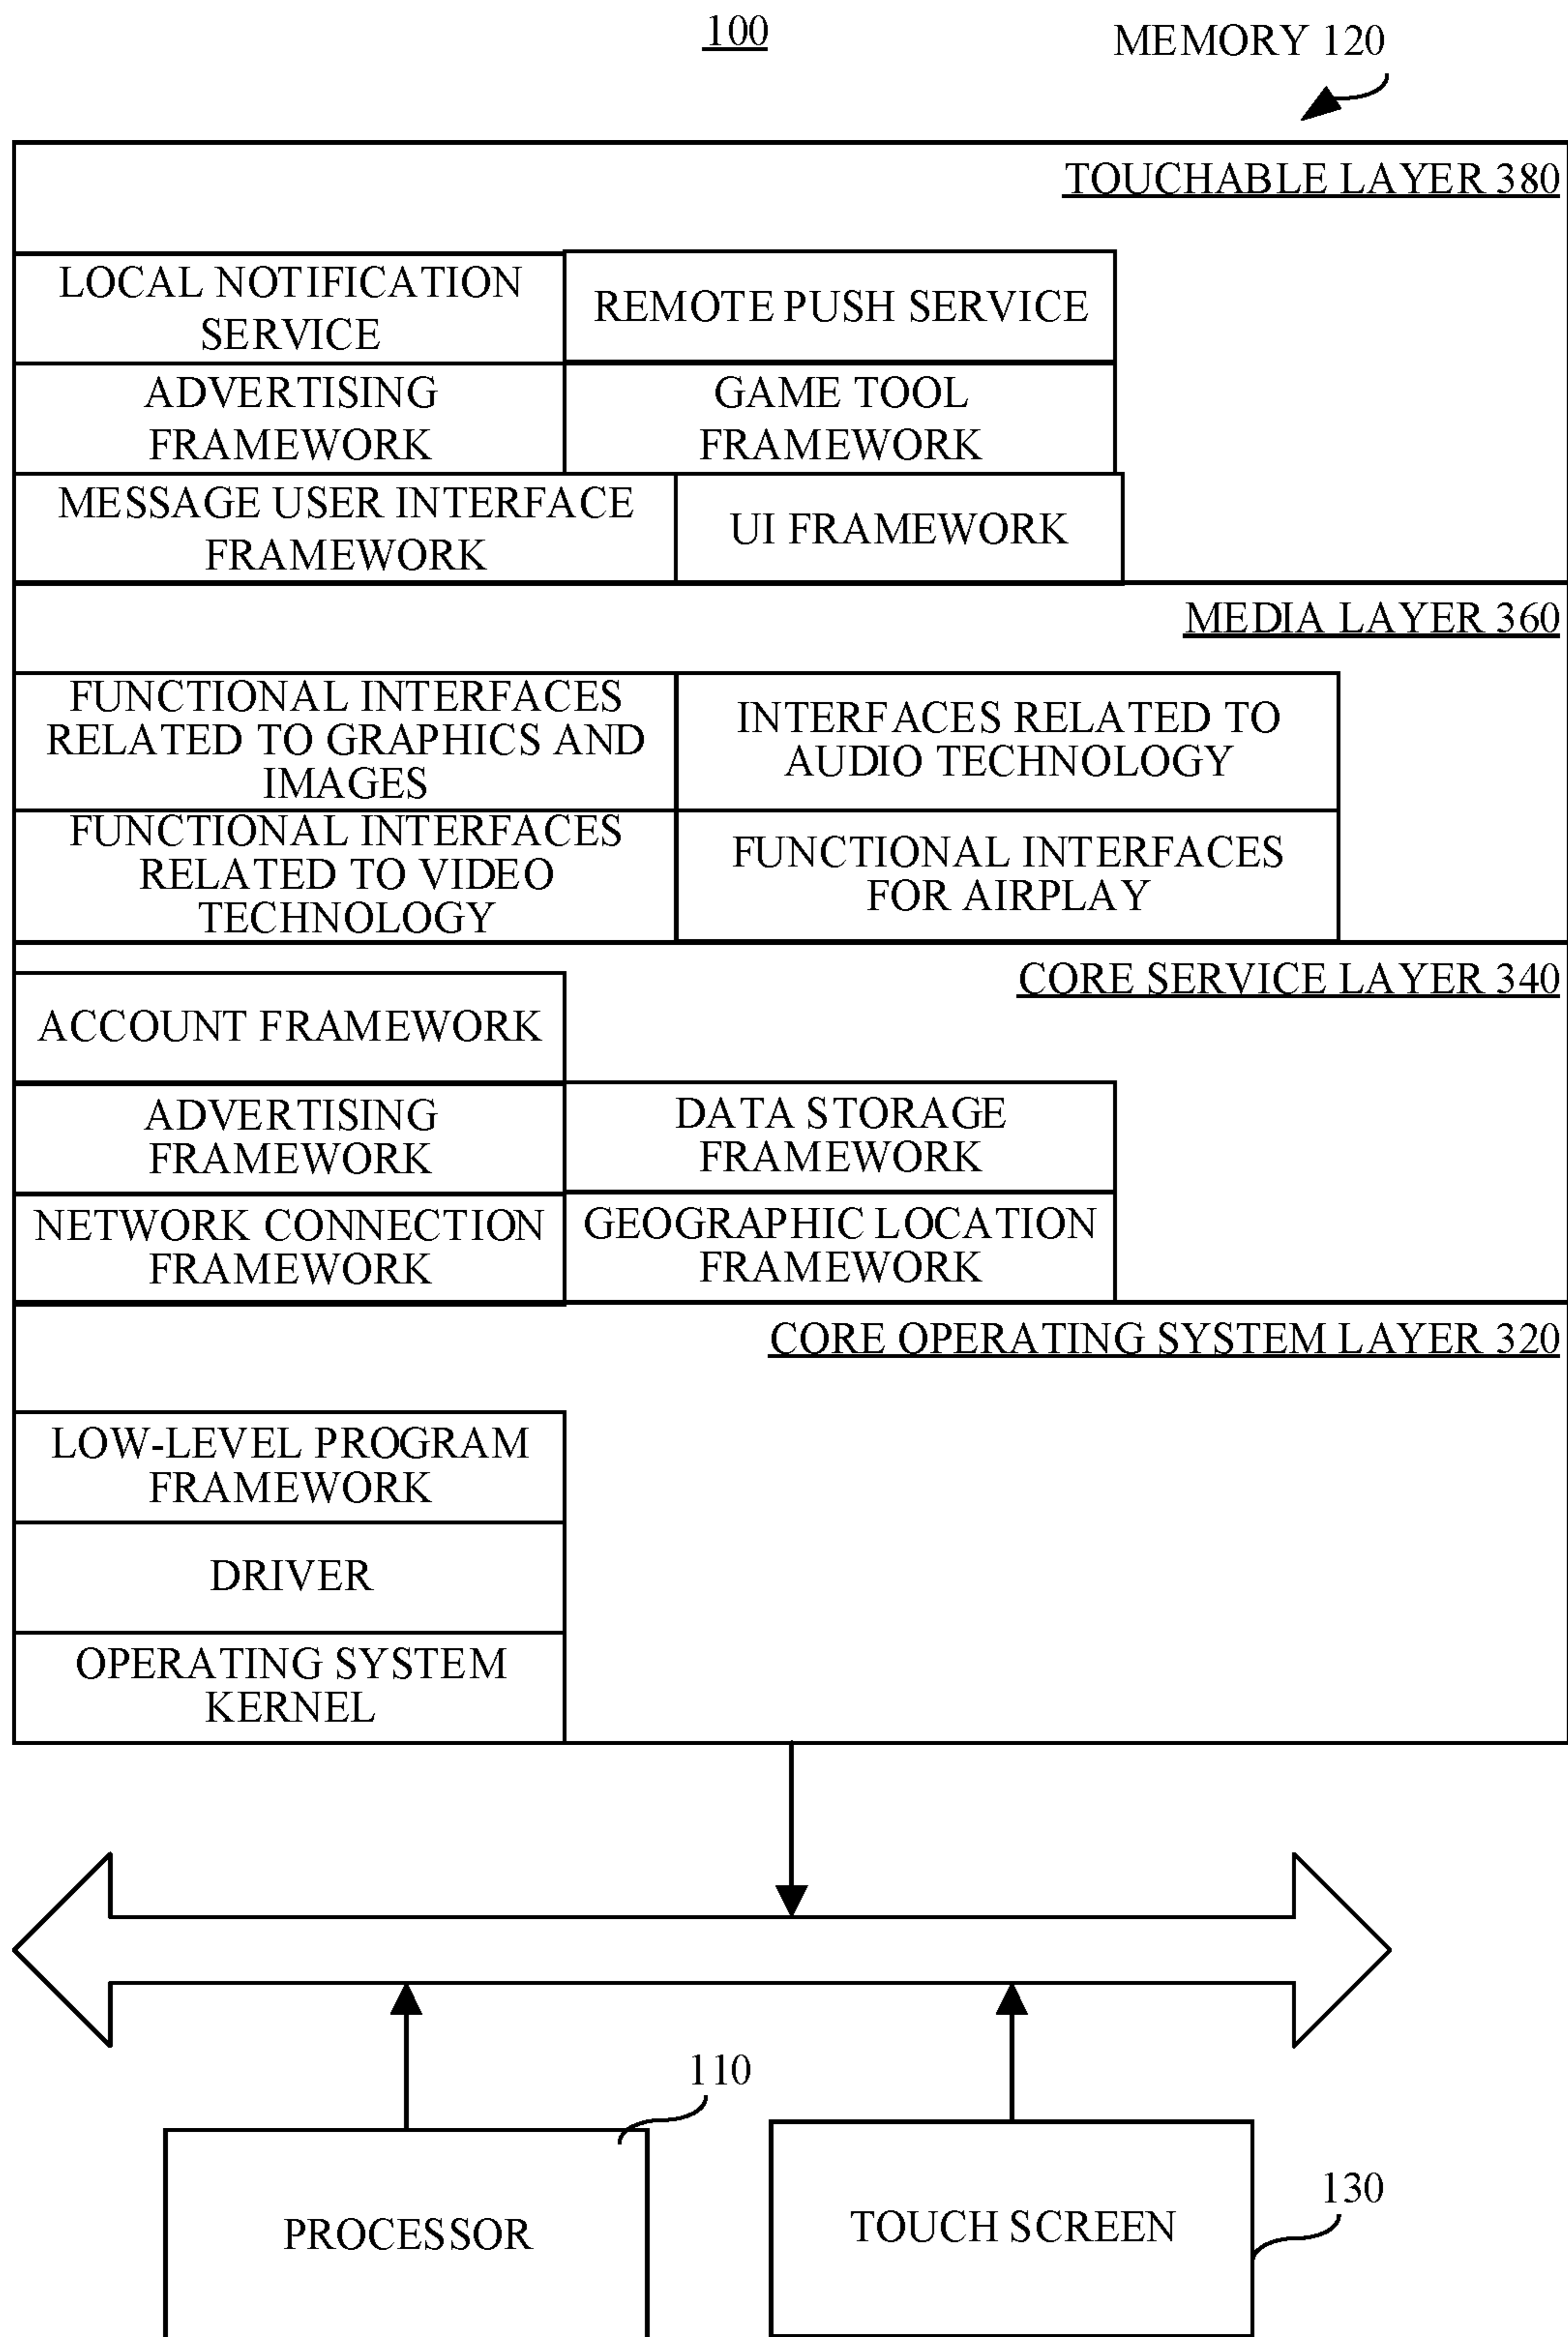 100
MEMORY 120
TOUCHABLE LAYER 380
LOCAL NOTIFICATION
SERVICE
REMOTE PUSH SERVICE
ADVERTISING
FRAMEWORK
GAME TOOL
FRAMEWORK
MESSAGE USER INTERFACE
FRAMEWORK
UI FRAMEWORK
MEDIA LAYER 360
FUNCTIONAL INTERFACES
RELATED TO GRAPHICS AND
IMAGES
INTERFACES RELATED TO
AUDIO TECHNOLOGY
FUNCTIONAL INTERFACES
RELATED TO VIDEO
TECHNOLOGY
FUNCTIONAL INTERFACES
FOR AIRPLAY
CORE SERVICE LAYER 340
ACCOUNT FRAMEWORK
ADVERTISING
FRAMEWORK
DATA STORAGE
FRAMEWORK
NETWORK CONNECTION
FRAMEWORK
GEOGRAPHIC LOCATION
FRAMEWORK
CORE OPERATING SYSTEM LAYER 320
LOW-LEVEL PROGRAM
FRAMEWORK
DRIVER
OPERATING SYSTEM
KERNEL
110
PROCESSOR
TOUCH SCREEN
130